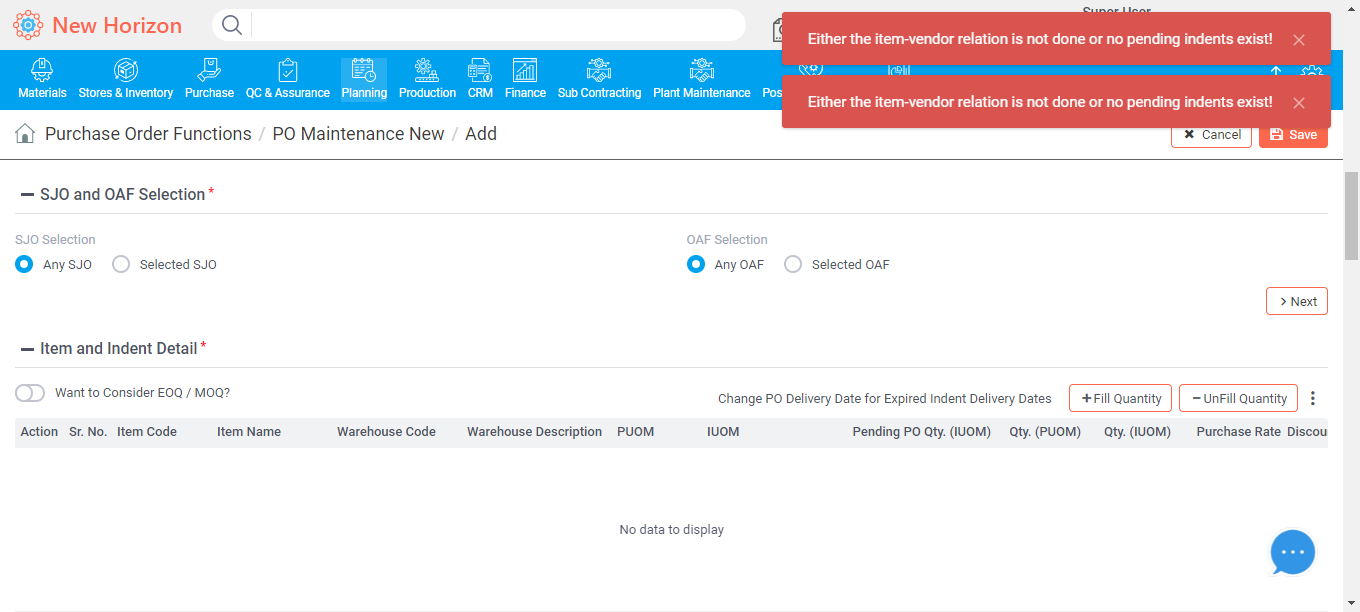 New Horizon
Super User
Either the item-vendor relation is not done or no pending indents exist!
Either the item-vendor relation is not done or no pending indents exist!
Materials Stores & Inventory Purchase QC & Assurance Planning Production CRM Finance Sub Contracting Plant Maintenance Pos
Purchase Order Functions / PO Maintenance New / Add
Cancel Save
SJO and OAF Selection *
SJO Selection OAF Selection
Any SJO Selected SJO Any OAF Selected OAF
Next
Item and Indent Detail *
Want to Consider EOQ / MOQ? Change PO Delivery Date for Expired Indent Delivery Dates Fill Quantity UnFill Quantity
Action Sr. No. Item Code Item Name Warehouse Code Warehouse Description PUOM IUOM Pending PO Qty. (IUOM) Qty. (PUOM) Qty. (IUOM) Purchase Rate Discou
No data to display